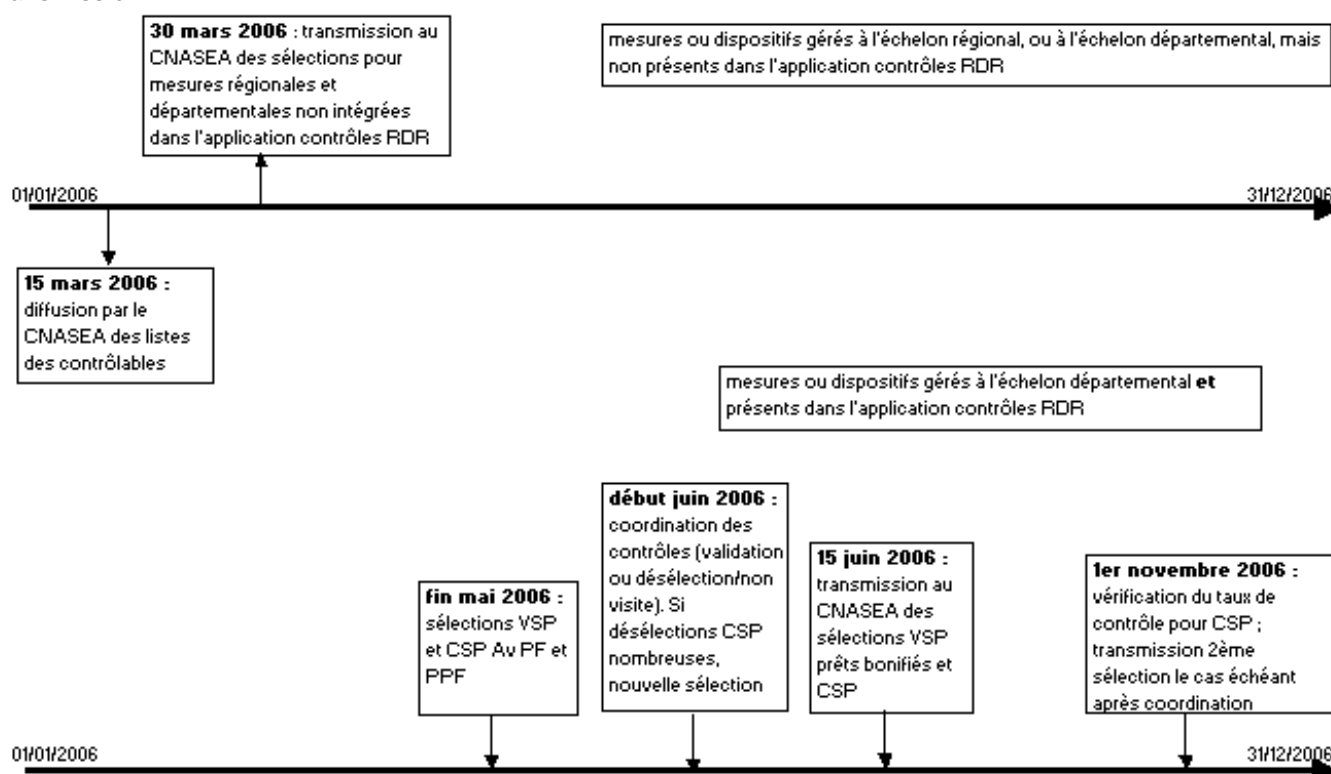 30 mars 2006 : transmission au
CNASEA des sélections pour
mesures régionales et
départementales non intégrées
dans l'application contrôles RDR
mesures ou dispositifs gérés à l'échelon régional, ou à l'échelon départemental, mais
non présents dans l'application contrôles RDR
01/01/2006
31/12/2006
15 mars 2006 :
diffusion par le
CNASEA des listes
des contrôlables
mesures ou dispositifs gérés à l'échelon départemental et
présents dans l'application contrôles RDR
fin mai 2006 :
sélections VSP
et CSP Av PF et
PPF
début juin 2006 :
coordination des
contrôles (validation
ou désélection/non
visite). Si
désélections CSP
nombreuses,
nouvelle sélection
15 juin 2006 :
transmission au
CNASEA des
sélections VSP
prêts bonifiés et
CSP
1er novembre 2006 :
vérification du taux de
contrôle pour CSP ;
transmission 2ème
sélection le cas échéant
après coordination
01/01/2006
31/12/2006